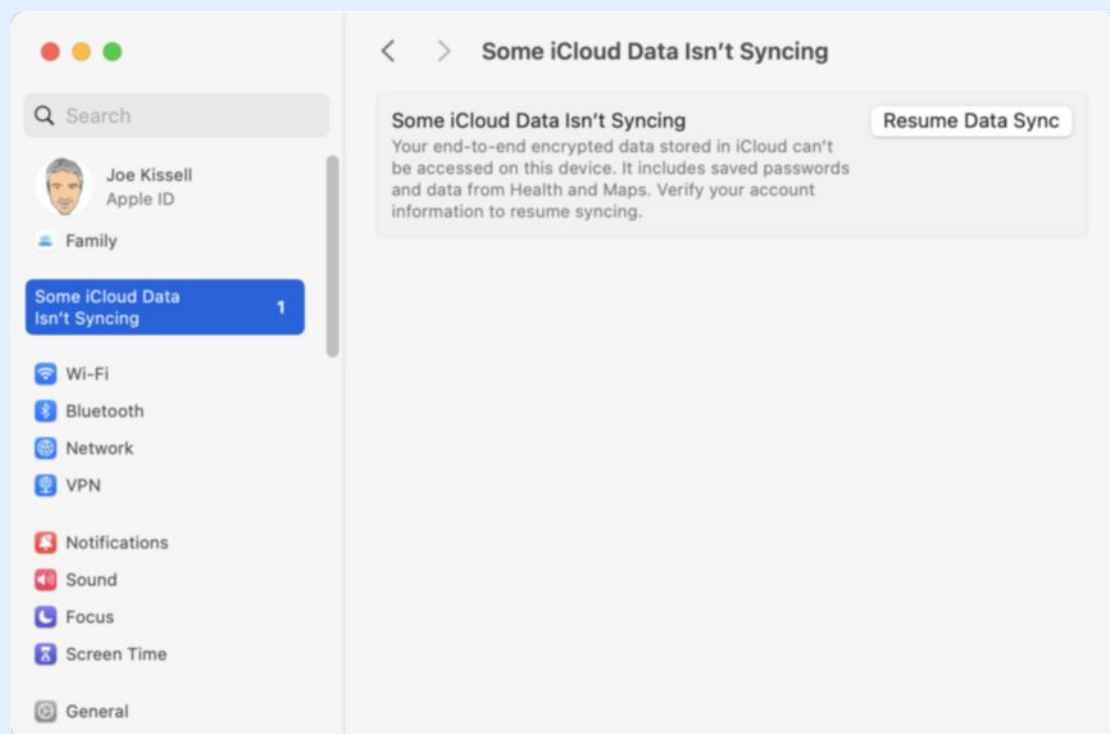 Some iCloud Data Isn't Syncing
Search
Joe Kissell
Apple ID
Family
Some iCloud Data
Isn't Syncing
1
Wi-Fi
Bluetooth
Network
VPN
Notifications
Sound
Focus
Screen Time
General
Some iCloud Data Isn't Syncing
Resume Data Sync
Your end-to-end encrypted data stored in iCloud can't
be accessed on this device. It includes saved passwords
and data from Health and Maps. Verify your account
information to resume syncing.